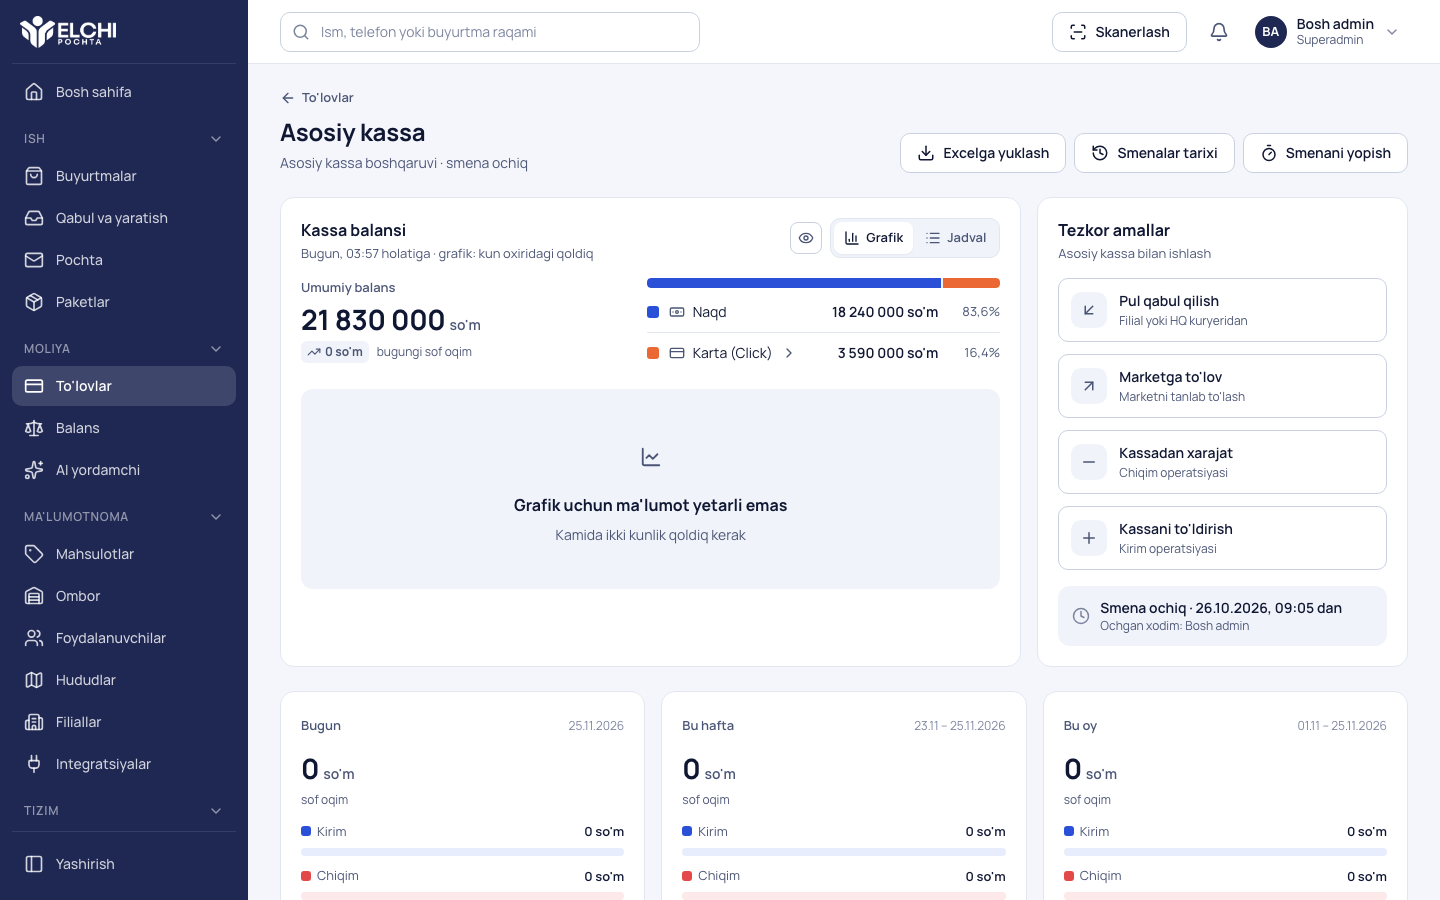 ELCHI
POCHTA
Bosh sahifa
ISH
Buyurtmalar
Qabul va yaratish
Pochta
Paketlar
MOLIYA
To'lovlar
Balans
AI yordamchi
MA'LUMOTNOMA
Mahsulotlar
Ombor
Foydalanuvchilar
Hududlar
Filiallar
Integratsiyalar
TIZIM
Yashirish
Ism, telefon yoki buyurtma raqami
Skanerlash
BA
Bosh admin
Superadmin
To'lovlar
Asosiy kassa
Asosiy kassa boshqaruvi · smena ochiq
Excelga yuklash
Smenalar tarixi
Smenani yopish
Kassa balansi
Bugun, 03:57 holatiga · grafik: kun oxiridagi qoldiq
Grafik
Jadval
Umumiy balans
21 830 000 so'm
0 so'm bugungi sof oqim
Naqd 18 240 000 so'm 83,6%
Karta (Click) 3 590 000 so'm 16,4%
Grafik uchun ma'lumot yetarli emas
Kamida ikki kunlik qoldiq kerak
Tezkor amallar
Asosiy kassa bilan ishlash
Pul qabul qilish
Filial yoki HQ kuryeridan
Marketga to'lov
Marketni tanlab to'lash
Kassadan xarajat
Chiqim operatsiyasi
Kassani to'ldirish
Kirim operatsiyasi
Smena ochiq · 26.10.2026, 09:05 dan
Ochgan xodim: Bosh admin
Bugun 25.11.2026
0 so'm
sof oqim
Kirim 0 so'm
Chiqim 0 so'm
Bu hafta 23.11 – 25.11.2026
0 so'm
sof oqim
Kirim 0 so'm
Chiqim 0 so'm
Bu oy 01.11 – 25.11.2026
0 so'm
sof oqim
Kirim 0 so'm
Chiqim 0 so'm